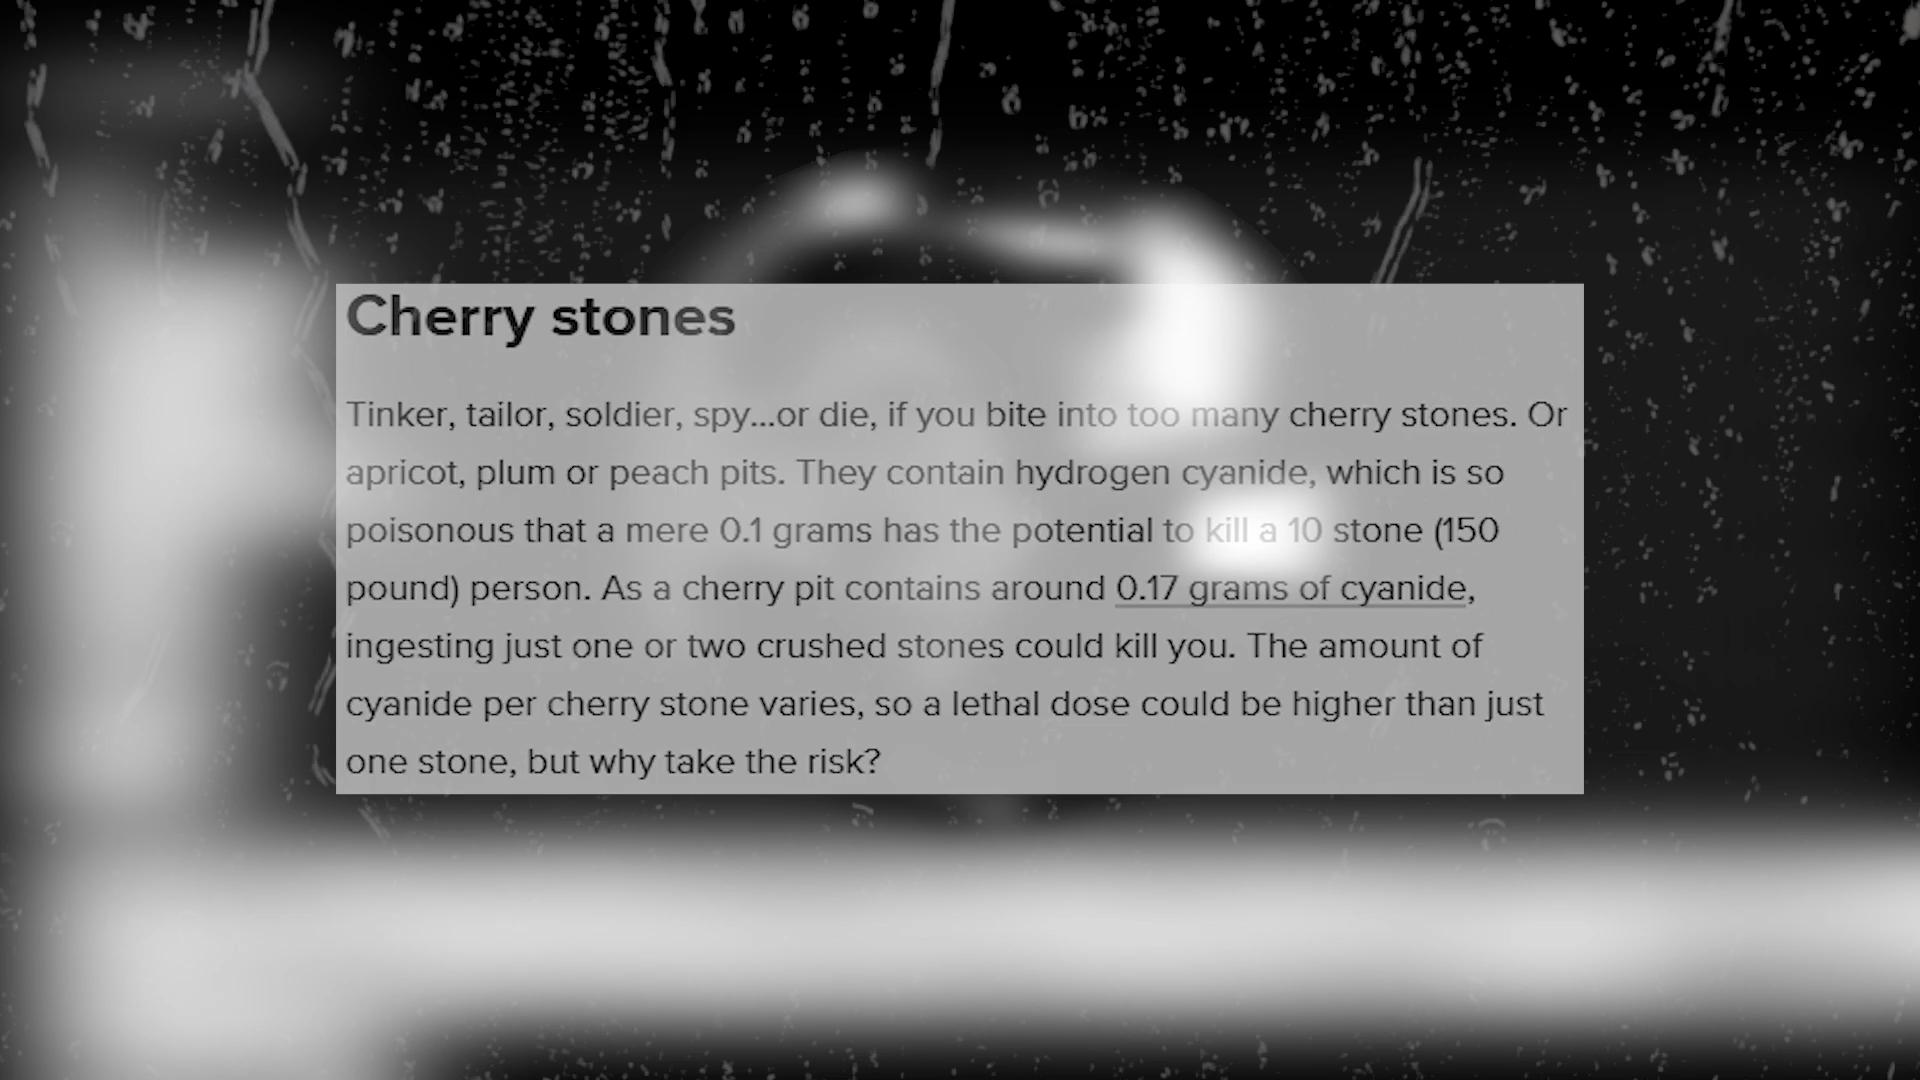 Cherry stones
Tinker, tailor, soldier, spy...or die, if you bite into too many cherry stones. Or
apricot, plum or peach pits. They contain hydrogen cyanide, which is so
poisonous that a mere 0.1 grams has the potential to kill a 10 stone (150
pound) person. As a cherry pit contains around 0.17 grams of cyanide,
ingesting just one or two crushed stones could kill you. The amount of
cyanide per cherry stone varies, so a lethal dose could be higher than just
one stone, but why take the risk?